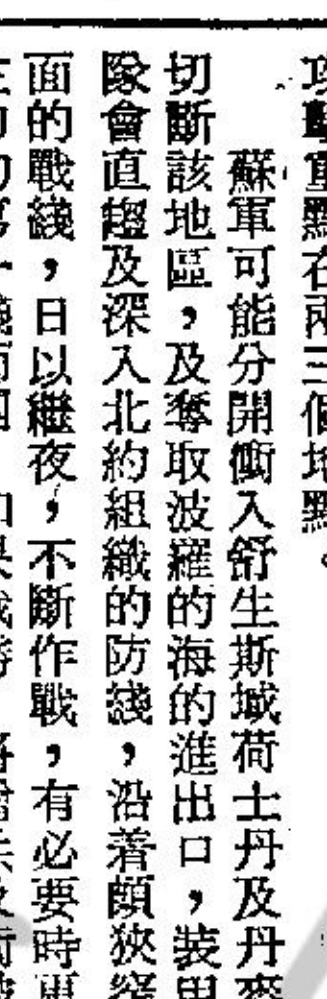 攻擊重點在兩三個地點。
蘇軍可能分開衝入舒生斯域荷士丹及丹麥
切斷該地區，及奪取波羅的海的進出口，裝甲
隊會直趨及深入北約組織的防綫，沿着頗狹窄
面的戰綫，日以繼夜，不斷作戰，有必要時更